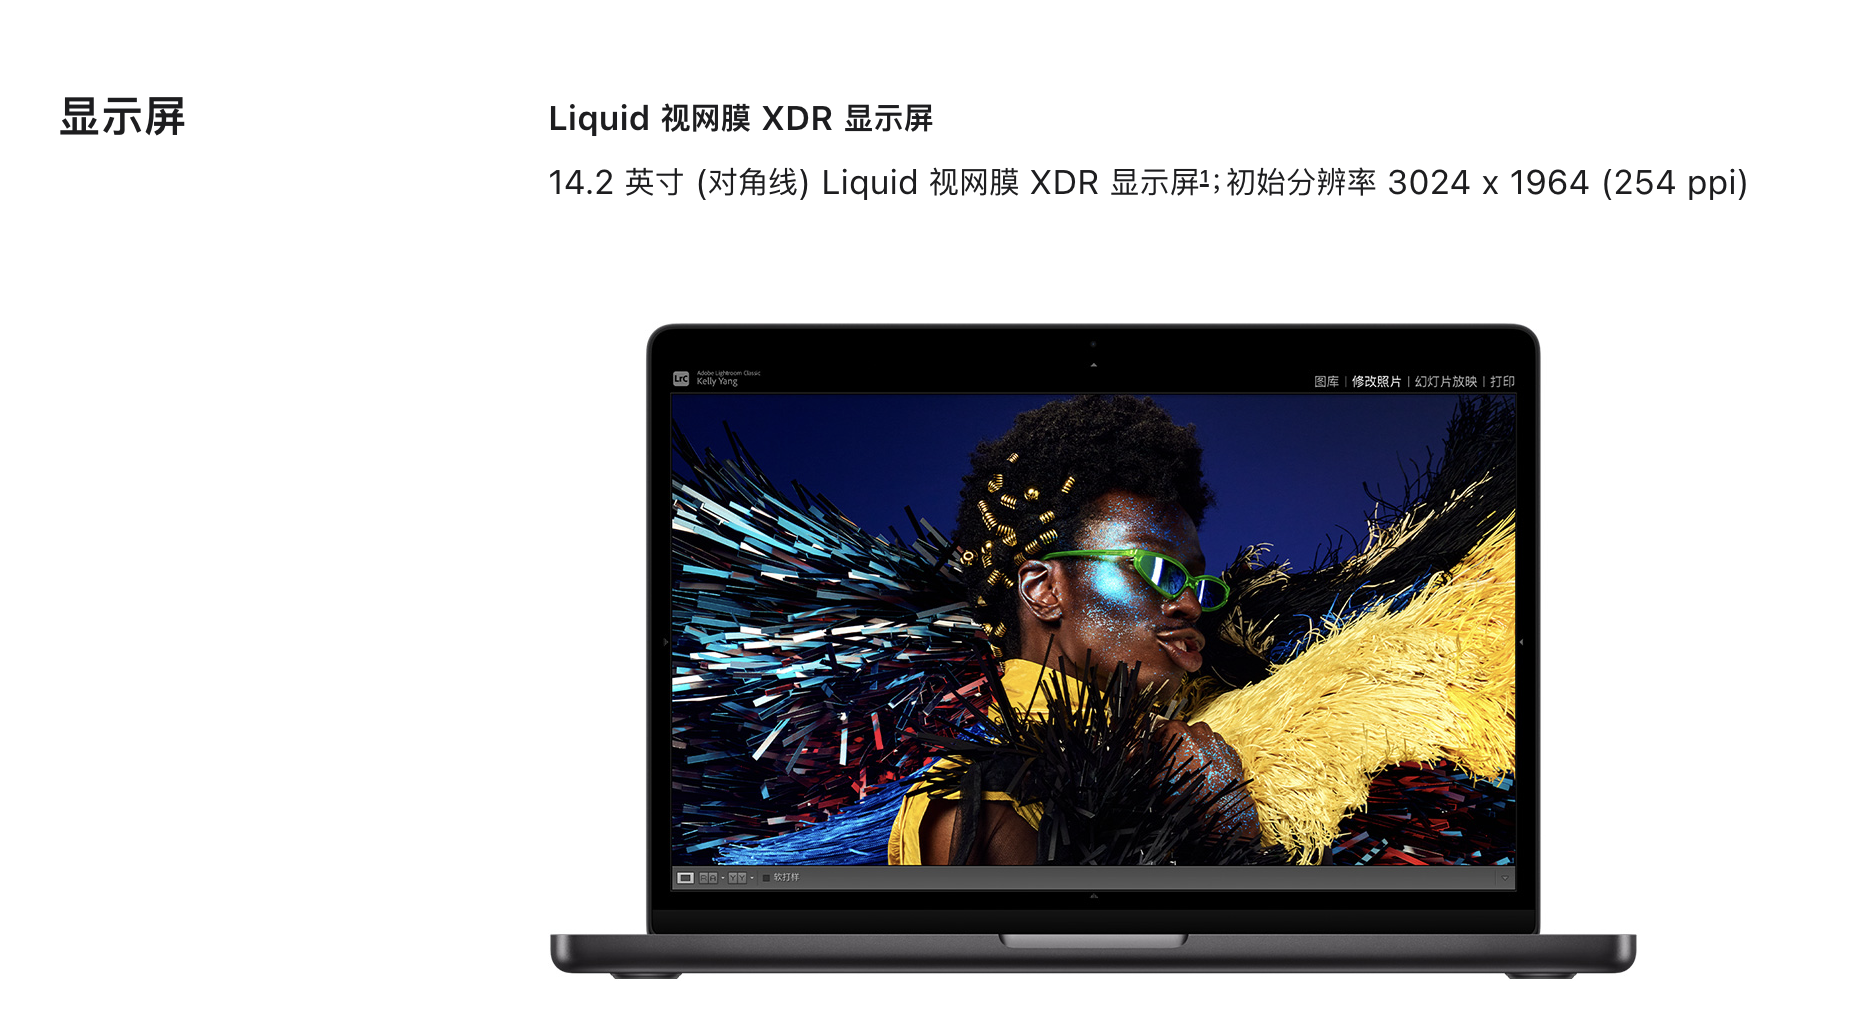 显示屏
Liquid 视网膜 XDR 显示屏
14.2 英寸 (对角线) Liquid 视网膜 XDR 显示屏¹；初始分辨率 3024 x 1964 (254 ppi)
LrC
Adobe Lightroom Classic
Kelly Yang
图库 | 修改照片 | 幻灯片放映 | 打印
软打样